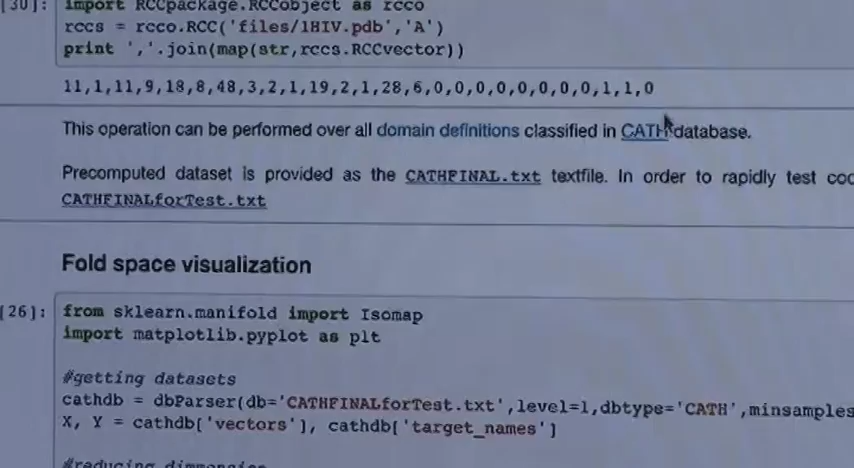 [30]: import RCCpackage.RCCobject as rcco
rccs = rcco.RCC('files/1HIV.pdb','A')
print ','.join(map(str,rccs.RCCvector))
11,1,11,9,18,8,48,3,2,1,19,2,1,28,6,0,0,0,0,0,0,0,0,1,1,0
This operation can be performed over all domain definitions classified in CATH database.
Precomputed dataset is provided as the CATHFINAL.txt textfile. In order to rapidly test
CATHFINALforTest.txt
Fold space visualization
[26]: from sklearn.manifold import Isomap
import matplotlib.pyplot as plt
#getting datasets
cathdb = dbParser(db='CATHFINALforTest.txt',level=1,dbtype='CATH',minsamples
X, Y = cathdb['vectors'], cathdb['target_names']
#reducing dimmensies